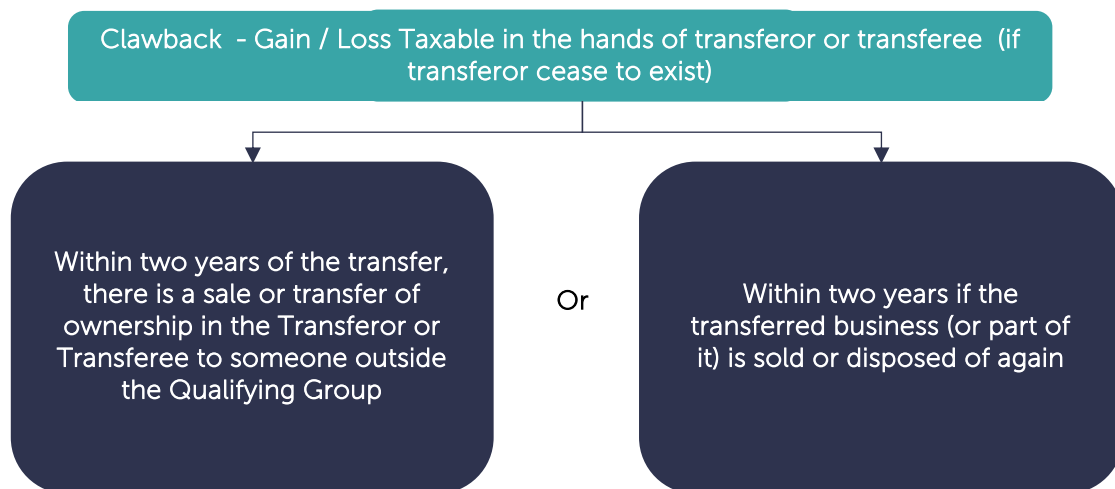 Clawback - Gain / Loss Taxable in the hands of transferor or transferee (if
transferor cease to exist)
Within two years of the transfer,
there is a sale or transfer of
ownership in the Transferor or
Transferee to someone outside
the Qualifying Group
Or
Within two years if the
transferred business (or part of
it) is sold or disposed of again